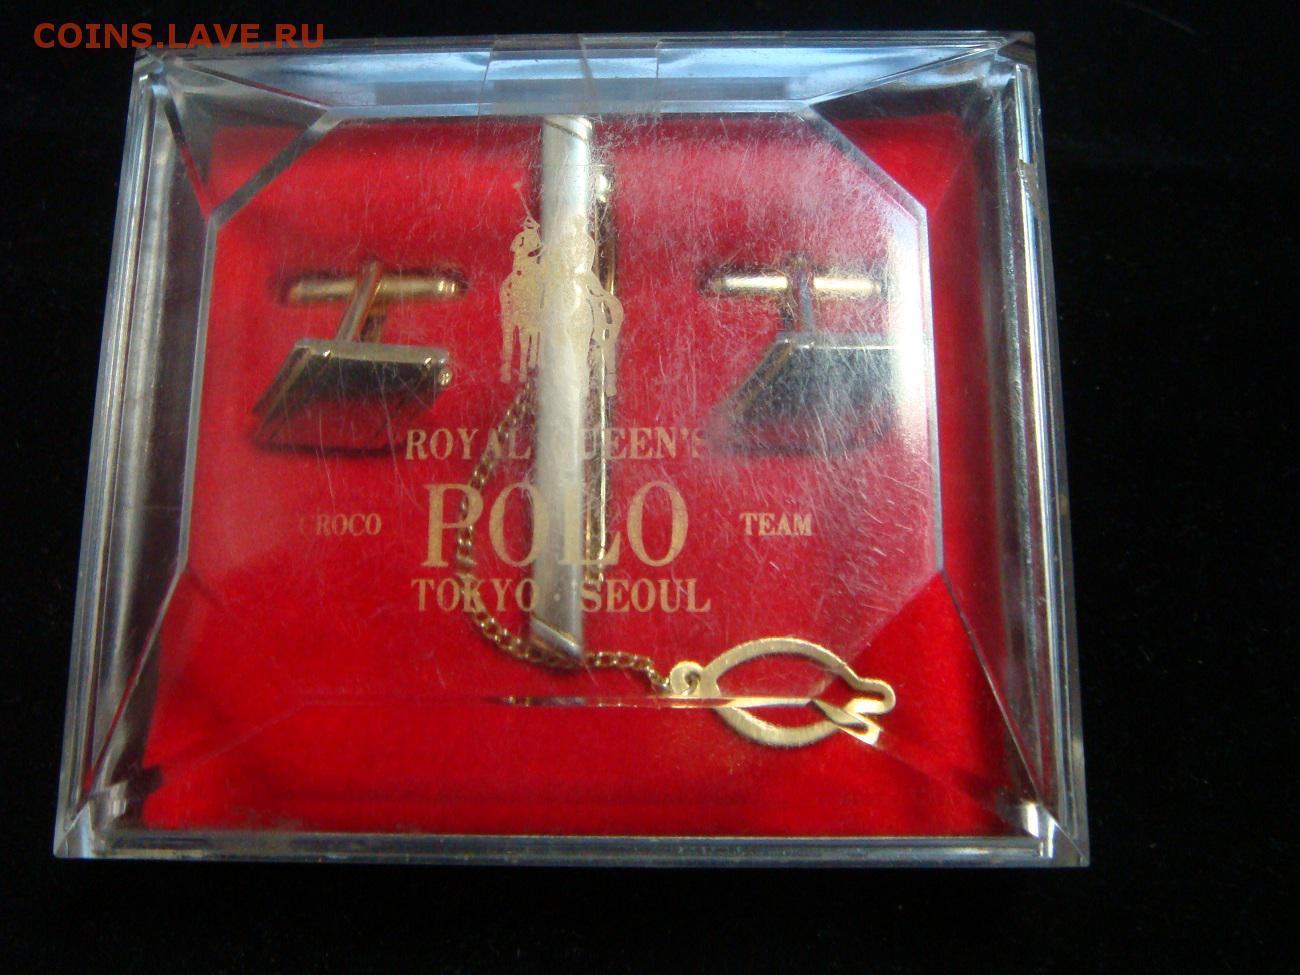 COINS.LAVE.RU
ROYAL QUEEN'S
CROCO POLO TEAM
TOKYO · SEOUL